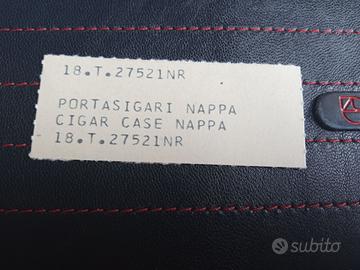 18.T.27521NR
PORTASIGARI NAPPA
CIGAR CASE NAPPA
18.T.27521NR
subito